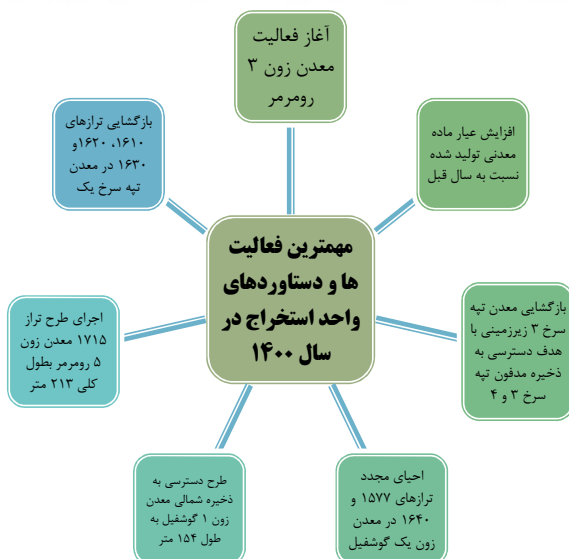 آغاز فعالیت
معدن زون ۳
رومرمر
افزایش عیار ماده
معدنی تولید شده
نسبت به سال قبل
بازگشایی معدن تپه
سرخ ۳ زیرزمینی با
هدف دسترسی به
ذخیره مدفون تپه
سرخ ۳ و ۴
احیای مجدد
ترازهای ۱۵۷۷ و
۱۶۴۰ در معدن
زون یک گوشفیل
طرح دسترسی به
ذخیره شمالی معدن
زون ۱ گوشفیل به
طول ۱۵۴ متر
اجرای طرح تراز
۱۷۱۵ معدن زون
۵ رومرمر بطول
کلی ۲۱۳ متر
بازگشایی ترازهای
۱۶۱۰، ۱۶۲۰و
۱۶۳۰ در معدن
تپه سرخ یک
مهمترین فعالیت
ها و دستاوردهای
واحد استخراج در
سال ۱۴۰۰